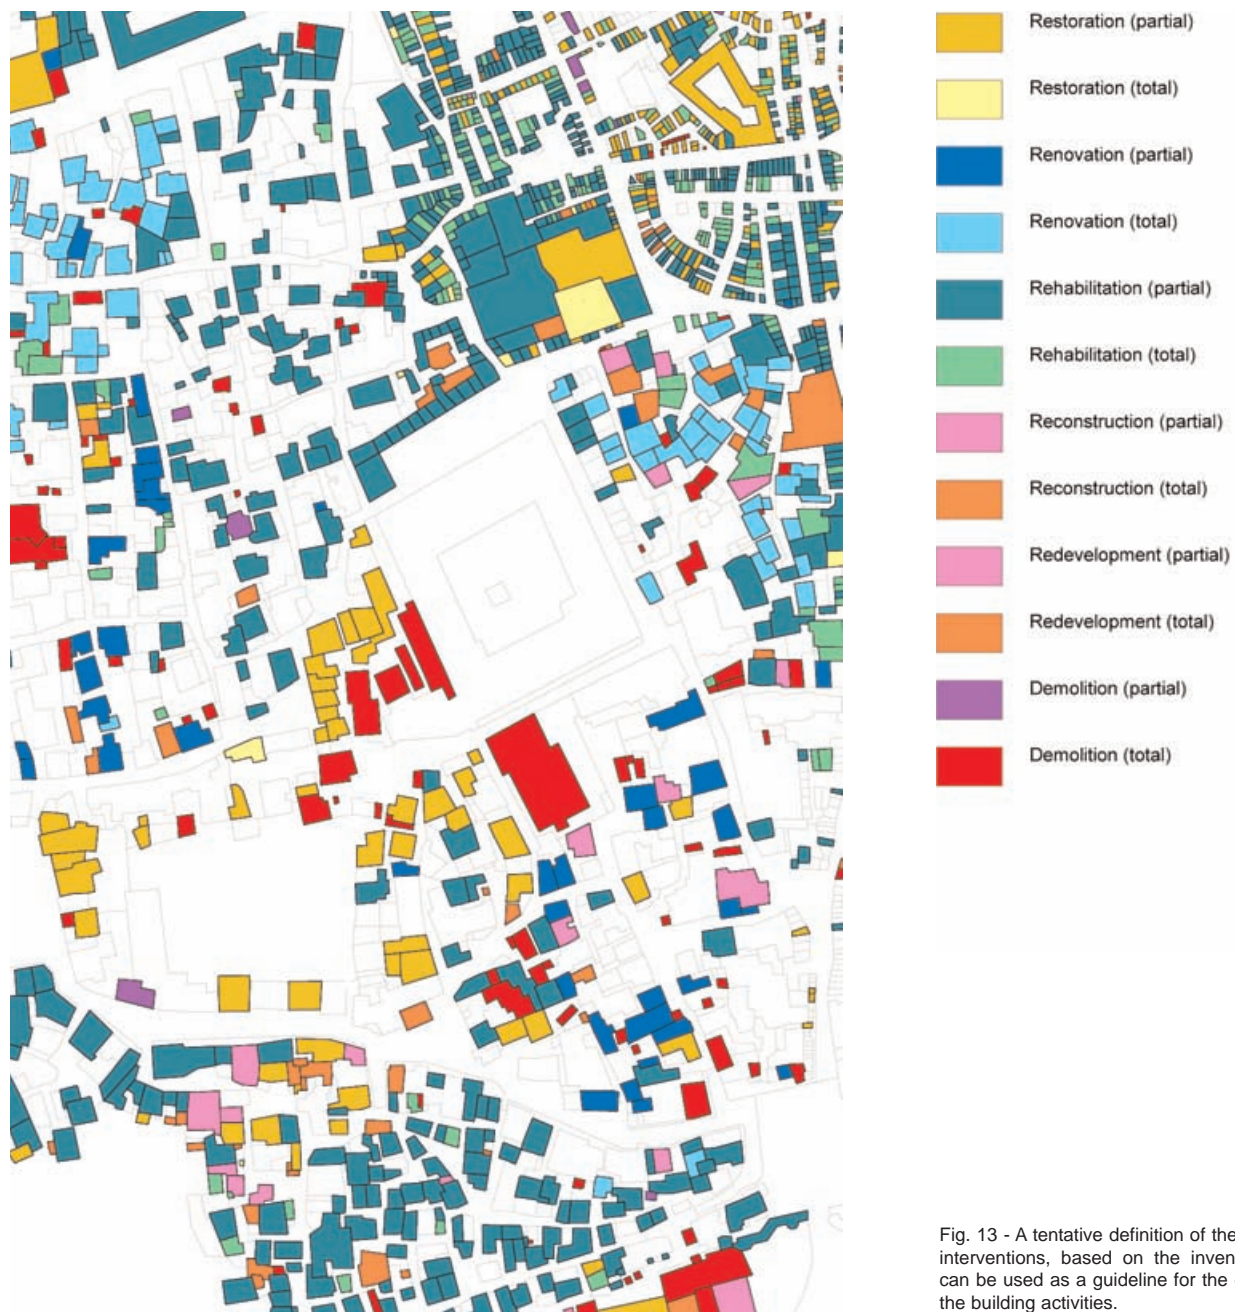 Restoration (partial)
Restoration (total)
Renovation (partial)
Renovation (total)
Rehabilitation (partial)
Rehabilitation (total)
Reconstruction (partial)
Reconstruction (total)
Redevelopment (partial)
Redevelopment (total)
Demolition (partial)
Demolition (total)
Fig. 13 - A tentative definition of the
interventions, based on the inven
can be used as a guideline for the
the building activities.